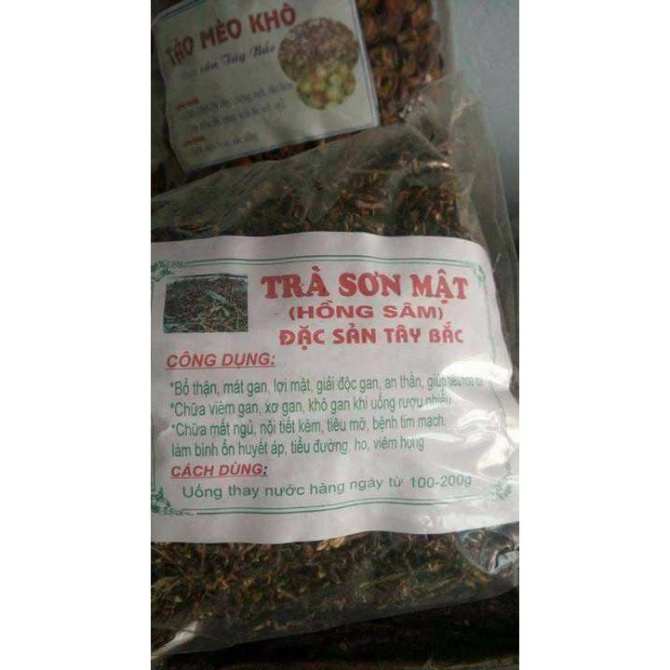 TÁO MÈO KHÔ
TRÀ SƠN MẬT
(HỒNG SÂM)
ĐẶC SẢN TÂY BẮC
CÔNG DỤNG:
*Bổ thận, mát gan, lợi mật, giải độc gan, an thần, giúp
*Chữa viêm gan, xơ gan, khô gan khi uống rượu nhiều
*Chữa mất ngủ, nội tiết kém, tiêu mỡ, bệnh tim mạch
làm bình ổn huyết áp, tiểu đường, ho, viêm họng
CÁCH DÙNG:
Uống thay nước hàng ngày từ 100-200g